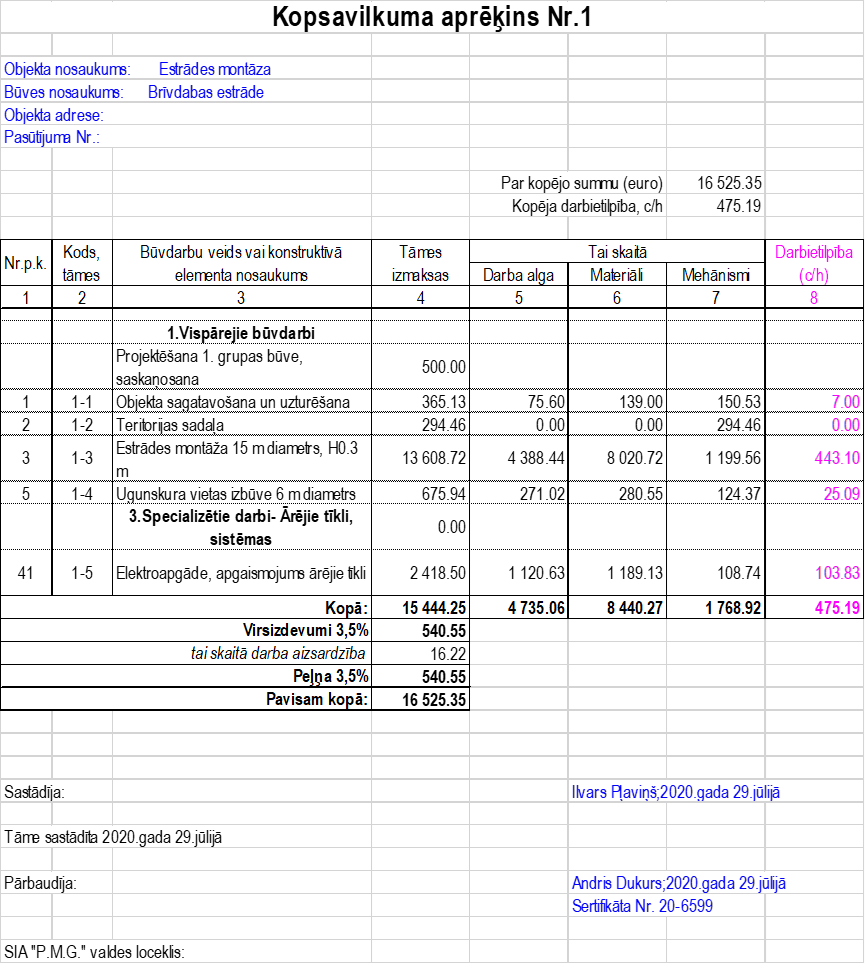 Kopsavilkuma aprēķins Nr.1
Objekta nosaukums: Estrādes montāza
Būves nosaukums: Brīvdabas estrāde
Objekta adrese:
Pasūtījuma Nr.:
Par kopējo summu (euro) 16 525.35
Kopēja darbietilpība, c/h 475.19
Nr.p.k. Kods, tāmes Būvdarbu veids vai konstruktīvā elementa nosaukums Tāmes izmaksas Tai skaitā Darbietilpība (c/h)
Darba alga Materiāli Mehānismi
1 2 3 4 5 6 7 8
1.Vispārejie būvdarbi
Projektēšana 1. grupas būve,
saskaņosana 500.00
1 1-1 Objekta sagatavošana un uzturēšana 365.13 75.60 139.00 150.53 7.00
2 1-2 Teritorijas sadaļa 294.46 0.00 0.00 294.46 0.00
3 1-3 Estrādes montāža 15 m diametrs, H0.3
m 13 608.72 4 388.44 8 020.72 1 199.56 443.10
5 1-4 Ugunskura vietas izbūve 6 m diametrs 675.94 271.02 280.55 124.37 25.09
3.Specializētie darbi- Ārējie tīkli,
sistēmas 0.00
41 1-5 Elektroapgāde, apgaismojums ārējie tīkli 2 418.50 1 120.63 1 189.13 108.74 103.83
Kopā: 15 444.25 4 735.06 8 440.27 1 768.92 475.19
Virsizdevumi 3,5% 540.55
tai skaitā darba aizsardzība 16.22
Peļņa 3,5% 540.55
Pavisam kopā: 16 525.35
Sastādija: Ilvars Pļaviņš;2020.gada 29.jūlijā
Tāme sastādīta 2020.gada 29.jūlijā
Pārbaudīja: Andris Dukurs;2020.gada 29.jūlijā
Sertifikāta Nr. 20-6599
SIA "P.M.G." valdes loceklis: